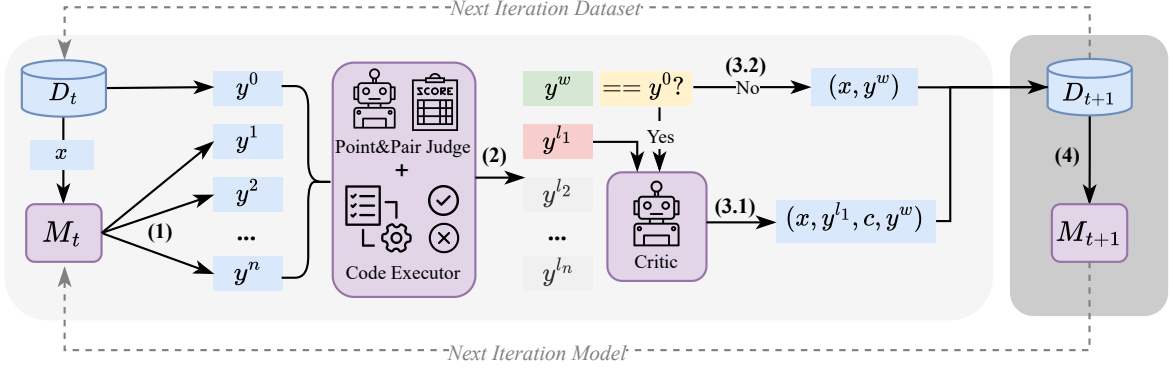 Next Iteration Dataset
D_t
x
M_t
(1)
y^0
y^1
y^2
...
y^n
SCORE
Point&Pair Judge
+
Code Executor
(2)
y^w
== y^0?
y^{l_1}
y^{l_2}
...
y^{l_n}
Yes
Critic
(3.2)
No
(x, y^w)
(3.1)
(x, y^{l_1}, c, y^w)
D_{t+1}
(4)
M_{t+1}
Next Iteration Model